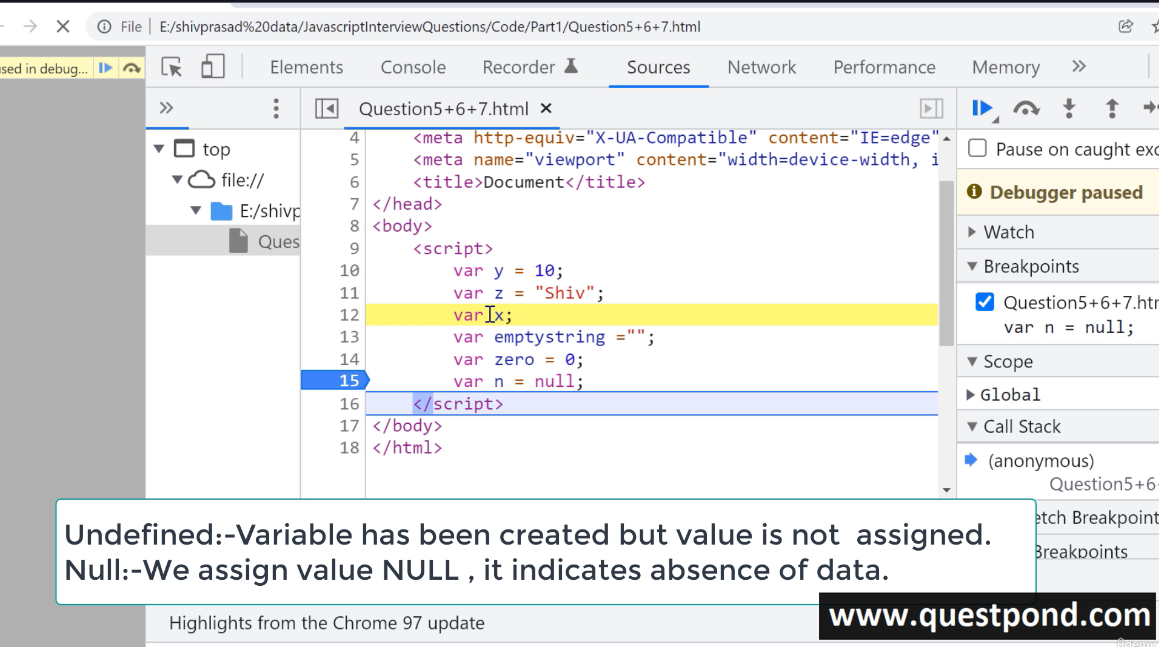 File E:/shivprasad%20data/JavascriptInterviewQuestions/Code/Part1/Question5+6+7.html
sed in debug...
Elements Console Recorder Sources Network Performance Memory »
» Question5+6+7.html ×
top
file://
E:/shivp
Ques
4 <meta http-equiv="X-UA-Compatible" content="IE=edge"
5 <meta name="viewport" content="width=device-width, i
6 <title>Document</title>
7 </head>
8 <body>
9 <script>
10 var y = 10;
11 var z = "Shiv";
12 var x;
13 var emptystring ="";
14 var zero = 0;
15 var n = null;
16 </script>
17 </body>
18 </html>
Pause on caught exc
Debugger paused
Watch
Breakpoints
Question5+6+7.htm
var n = null;
Scope
Global
Call Stack
(anonymous)
Question5+6
etch Breakpoint
Breakpoints
Undefined:-Variable has been created but value is not assigned.
Null:-We assign value NULL , it indicates absence of data.
www.questpond.com
Highlights from the Chrome 97 update